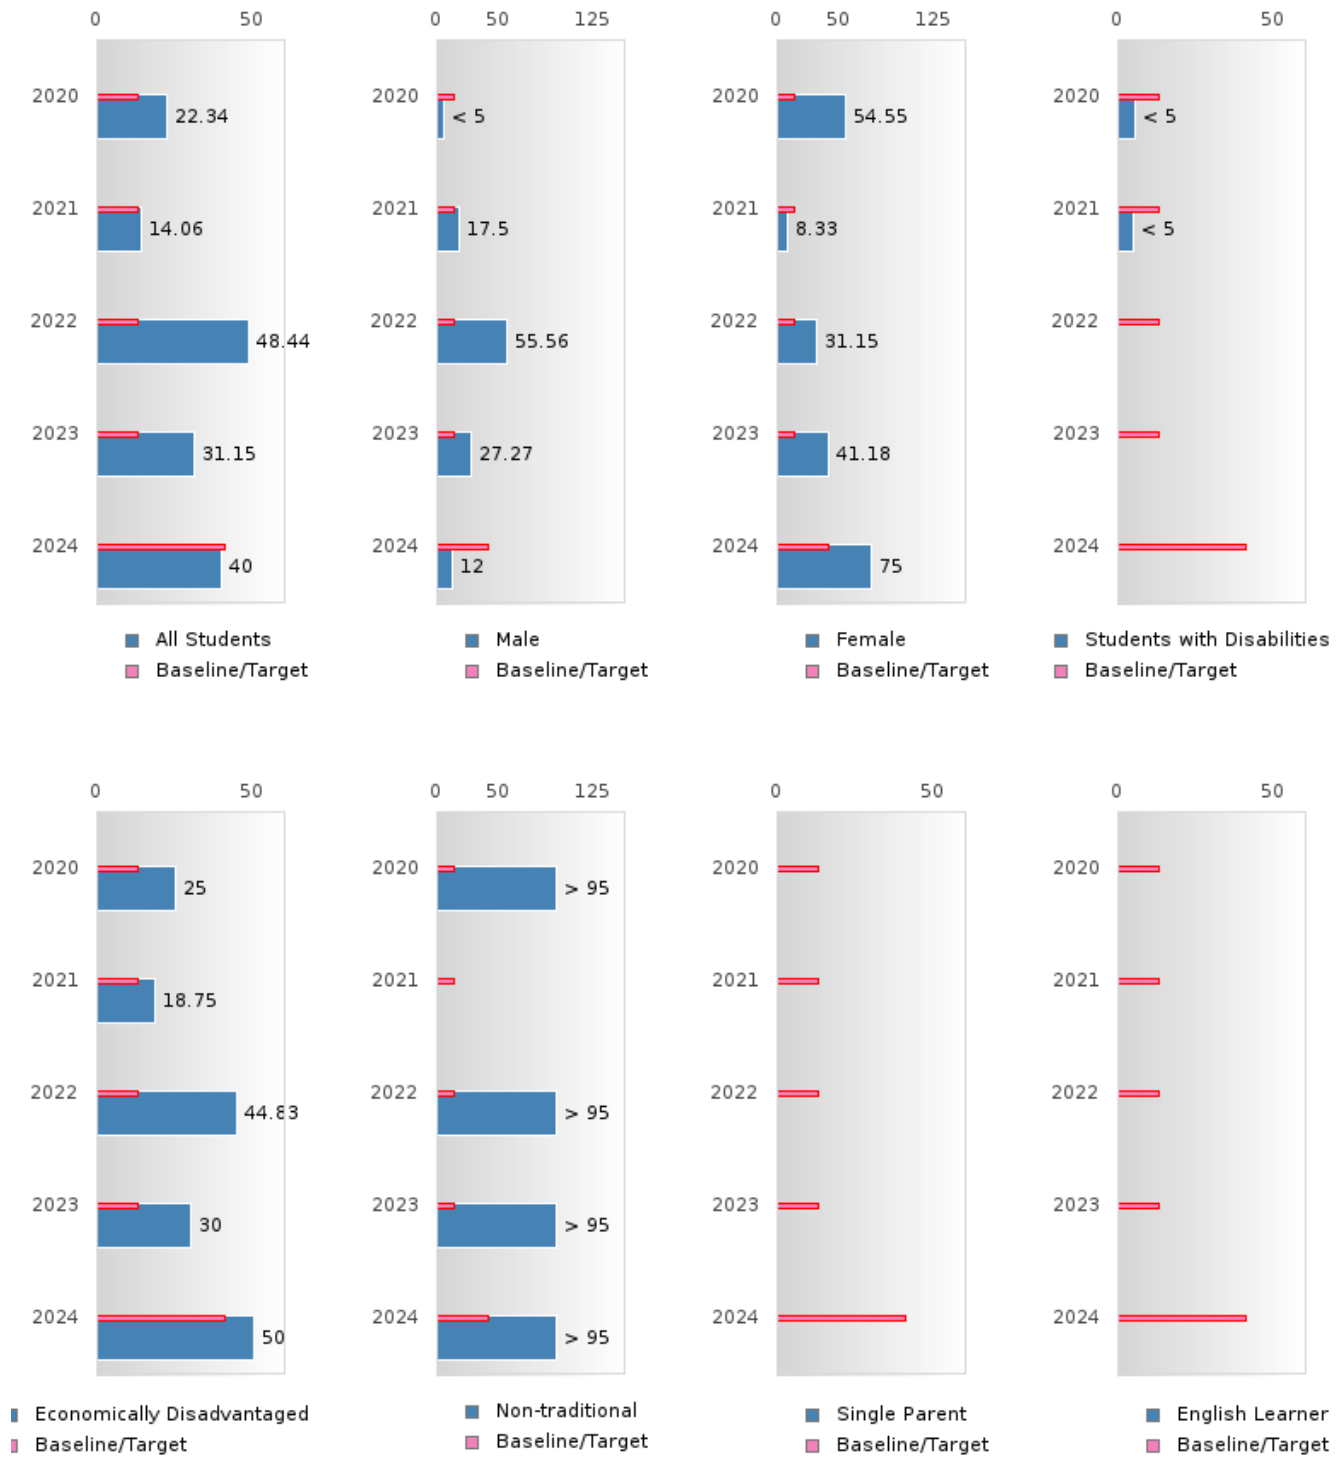 0 50
2020 22.34
2021 14.06
2022 48.44
2023 31.15
2024 40
All Students
Baseline/Target
0 50 125
2020 < 5
2021 17.5
2022 55.56
2023 27.27
2024 12
Male
Baseline/Target
0 50 125
2020 54.55
2021 8.33
2022 31.15
2023 41.18
2024 75
Female
Baseline/Target
0 50
2020 < 5
2021 < 5
2022
2023
2024
Students with Disabilities
Baseline/Target
0 50
2020 25
2021 18.75
2022 44.83
2023 30
2024 50
Economically Disadvantaged
Baseline/Target
0 50 125
2020 > 95
2021
2022 > 95
2023 > 95
2024 > 95
Non-traditional
Baseline/Target
0 50
2020
2021
2022
2023
2024
Single Parent
Baseline/Target
0 50
2020
2021
2022
2023
2024
English Learner
Baseline/Target